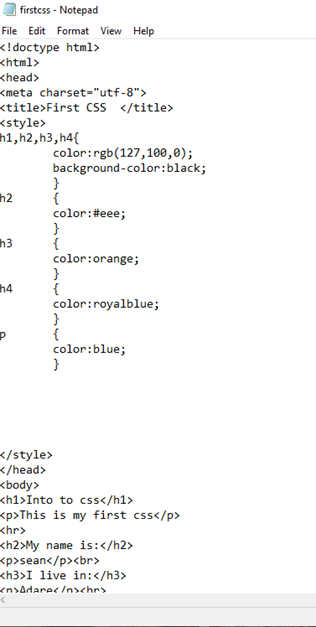 firstcss - Notepad
File Edit Format View Help
<!doctype html>
<html>
<head>
<meta charset="utf-8">
<title>First CSS  </title>
<style>
h1,h2,h3,h4{
        color:rgb(127,100,0);
        background-color:black;
        }
h2      {
        color:#eee;
        }
h3      {
        color:orange;
        }
h4      {
        color:royalblue;
        }
p       {
        color:blue;
        }
</style>
</head>
<body>
<h1>Into to css</h1>
<p>This is my first css</p>
<hr>
<h2>My name is:</h2>
<p>sean</p><br>
<h3>I live in:</h3>
<p>Adare</p><br>